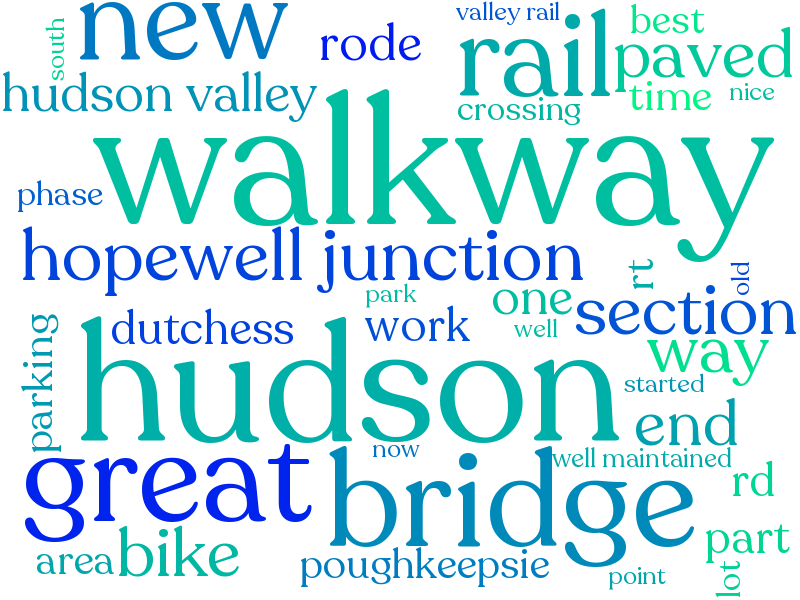 south
new
rode
valley rail
rail
best
paved
hudson valley
crossing
time
nice
walkway
phase
hopewell junction
rt
old
park
one
section
dutchess
work
well
parking
way
hudson
started
end
now
great
bridge
well maintained
rd
bike
part
area
poughkeepsie
point
lot